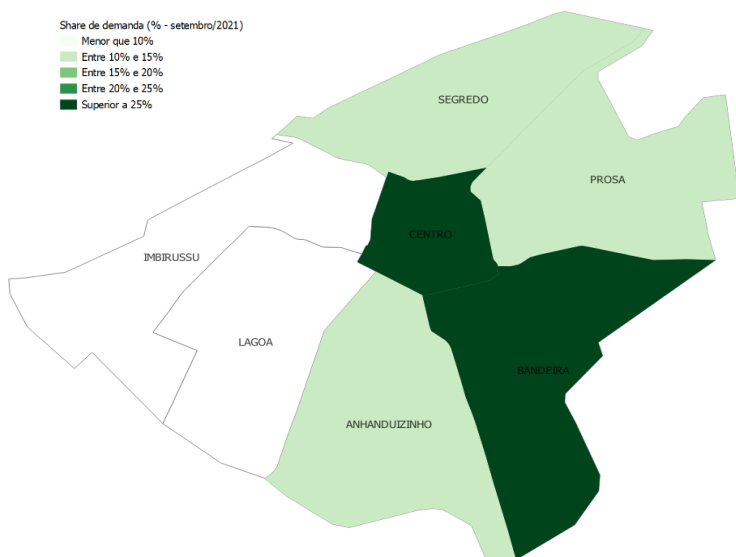 Share de demanda (% - setembro/2021)
Menor que 10%
Entre 10% e 15%
Entre 15% e 20%
Entre 20% e 25%
Superior a 25%
SEGREDO
PROSA
CENTRO
IMBIRUSSU
LAGOA
BANDEIRA
ANHANDUIZINHO